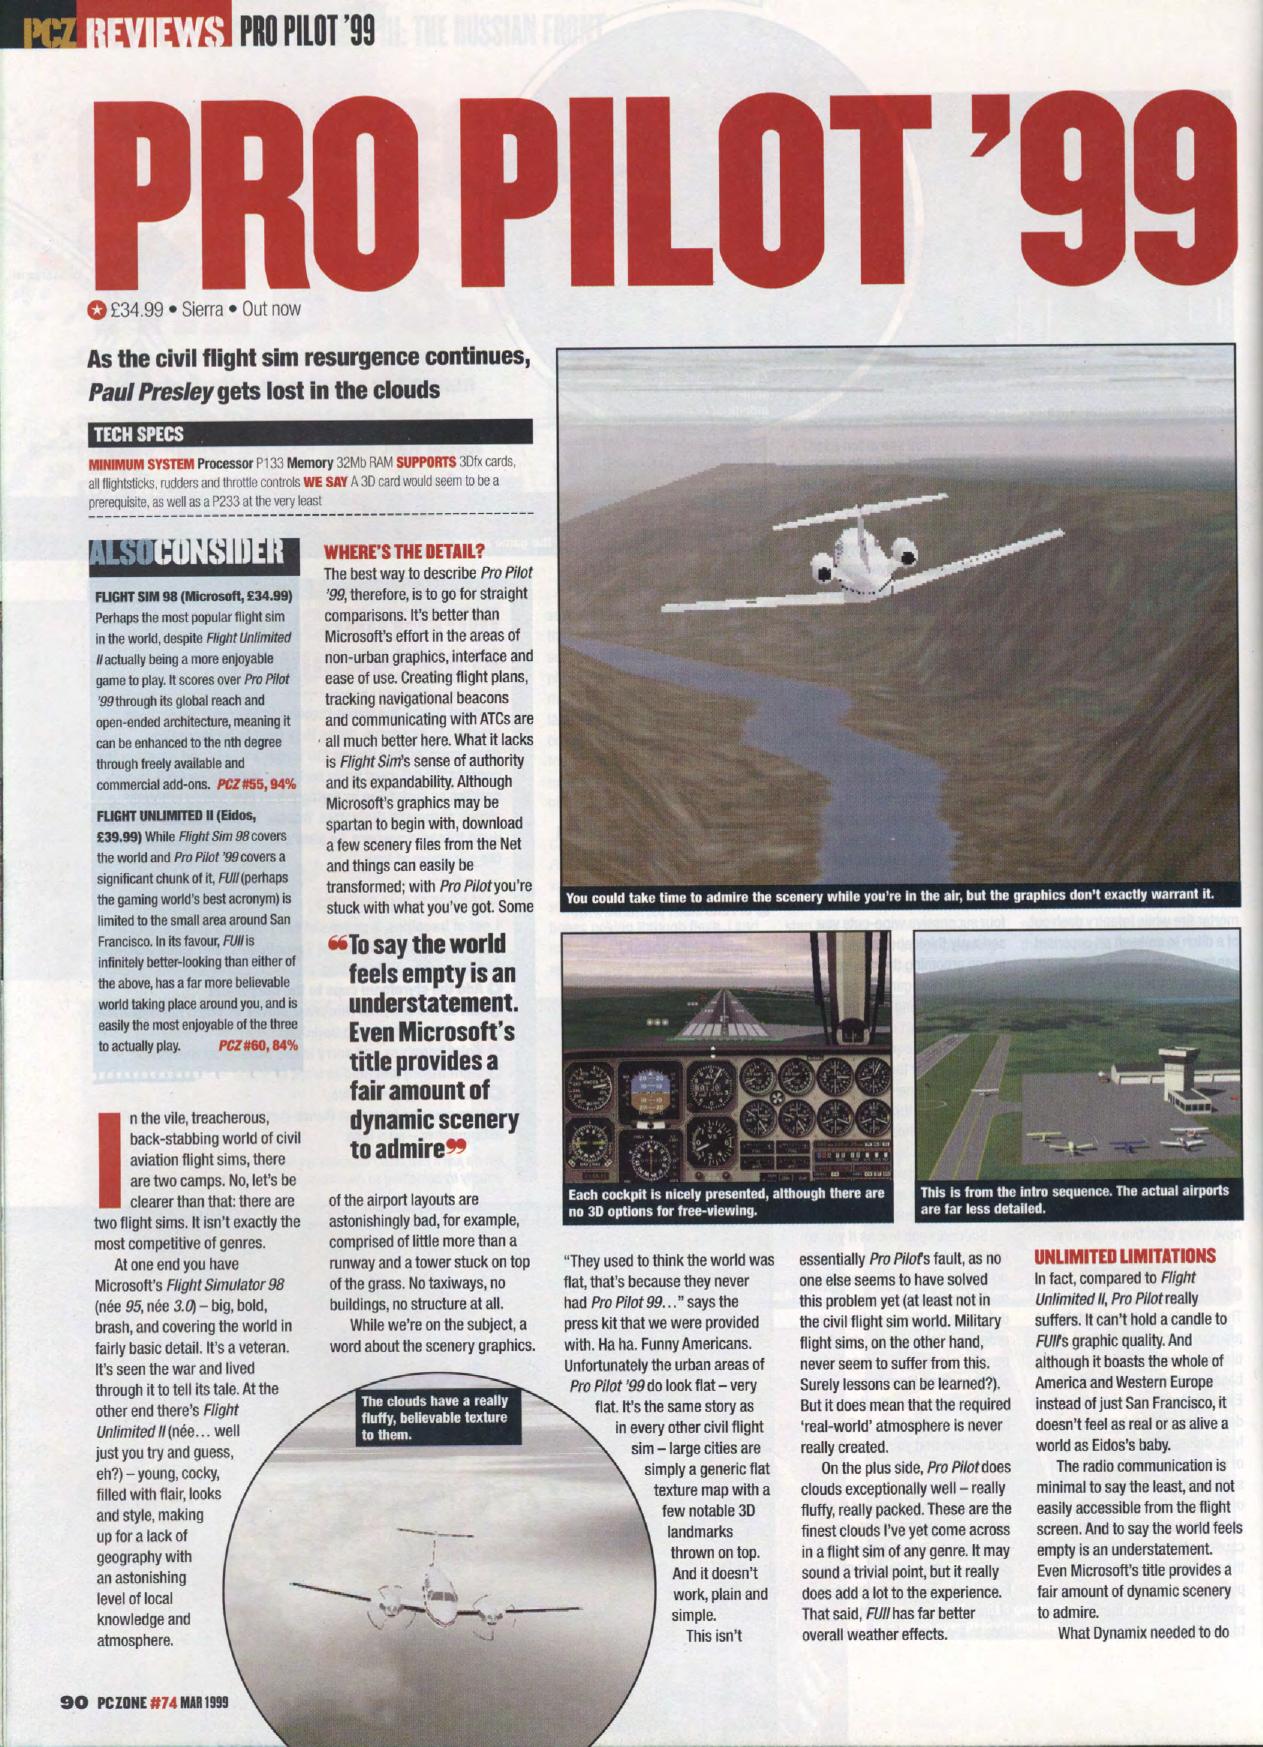 PCZ REVIEWS PRO PILOT '99
PRO PILOT '99
£34.99 • Sierra • Out now
As the civil flight sim resurgence continues,
Paul Presley gets lost in the clouds
TECH SPECS
MINIMUM SYSTEM Processor P133 Memory 32Mb RAM SUPPORTS 3Dfx cards,
all flightsticks, rudders and throttle controls WE SAY A 3D card would seem to be a
prerequisite, as well as a P233 at the very least
ALSO CONSIDER
FLIGHT SIM 98 (Microsoft, £34.99)
Perhaps the most popular flight sim
in the world, despite Flight Unlimited
II actually being a more enjoyable
game to play. It scores over Pro Pilot
'99 through its global reach and
open-ended architecture, meaning it
can be enhanced to the nth degree
through freely available and
commercial add-ons. PCZ #55, 94%
FLIGHT UNLIMITED II (Eidos,
£39.99) While Flight Sim 98 covers
the world and Pro Pilot '99 covers a
significant chunk of it, FUII (perhaps
the gaming world's best acronym) is
limited to the small area around San
Francisco. In its favour, FUII is
infinitely better-looking than either of
the above, has a far more believable
world taking place around you, and is
easily the most enjoyable of the three
to actually play. PCZ #60, 84%
In the vile, treacherous,
back-stabbing world of civil
aviation flight sims, there
are two camps. No, let's be
clearer than that: there are
two flight sims. It isn't exactly the
most competitive of genres.
At one end you have
Microsoft's Flight Simulator 98
(née 95, née 3.0) – big, bold,
brash, and covering the world in
fairly basic detail. It's a veteran.
It's seen the war and lived
through it to tell its tale. At the
other end there's Flight
Unlimited II (née... well
just you try and guess,
eh?) – young, cocky,
filled with flair, looks
and style, making
up for a lack of
geography with
an astonishing
level of local
knowledge and
atmosphere.
WHERE'S THE DETAIL?
The best way to describe Pro Pilot
'99, therefore, is to go for straight
comparisons. It's better than
Microsoft's effort in the areas of
non-urban graphics, interface and
ease of use. Creating flight plans,
tracking navigational beacons
and communicating with ATCs are
all much better here. What it lacks
is Flight Sim's sense of authority
and its expandability. Although
Microsoft's graphics may be
spartan to begin with, download
a few scenery files from the Net
and things can easily be
transformed; with Pro Pilot you're
stuck with what you've got. Some
“To say the world
feels empty is an
understatement.
Even Microsoft's
title provides a
fair amount of
dynamic scenery
to admire”
of the airport layouts are
astonishingly bad, for example,
comprised of little more than a
runway and a tower stuck on top
of the grass. No taxiways, no
buildings, no structure at all.
While we're on the subject, a
word about the scenery graphics.
The clouds have a really
fluffy, believable texture
to them.
You could take time to admire the scenery while you're in the air, but the graphics don't exactly warrant it.
Each cockpit is nicely presented, although there are
no 3D options for free-viewing.
This is from the intro sequence. The actual airports
are far less detailed.
“They used to think the world was
flat, that's because they never
had Pro Pilot 99...” says the
press kit that we were provided
with. Ha ha. Funny Americans.
Unfortunately the urban areas of
Pro Pilot '99 do look flat – very
flat. It's the same story as
in every other civil flight
sim – large cities are
simply a generic flat
texture map with a
few notable 3D
landmarks
thrown on top.
And it doesn't
work, plain and
simple.
This isn't
essentially Pro Pilot's fault, as no
one else seems to have solved
this problem yet (at least not in
the civil flight sim world. Military
flight sims, on the other hand,
never seem to suffer from this.
Surely lessons can be learned?).
But it does mean that the required
'real-world' atmosphere is never
really created.
On the plus side, Pro Pilot does
clouds exceptionally well – really
fluffy, really packed. These are the
finest clouds I've yet come across
in a flight sim of any genre. It may
sound a trivial point, but it really
does add a lot to the experience.
That said, FUII has far better
overall weather effects.
UNLIMITED LIMITATIONS
In fact, compared to Flight
Unlimited II, Pro Pilot really
suffers. It can't hold a candle to
FUII's graphic quality. And
although it boasts the whole of
America and Western Europe
instead of just San Francisco, it
doesn't feel as real or as alive a
world as Eidos's baby.
The radio communication is
minimal to say the least, and not
easily accessible from the flight
screen. And to say the world feels
empty is an understatement.
Even Microsoft's title provides a
fair amount of dynamic scenery
to admire.
What Dynamix needed to do
90 PCZONE #74 MAR 1999